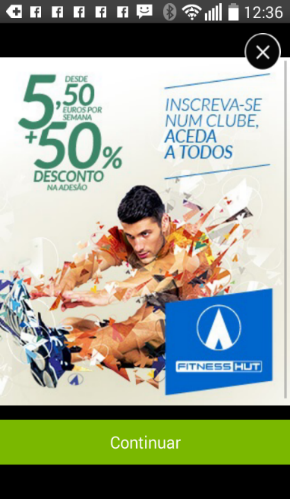 12:36
DESDE
5,50
EUROS POR
SEMANA
+50%
DESCONTO
NA ADESÃO
INSCREVA-SE
NUM CLUBE,
ACEDA
A TODOS
FITNESS HUT
Continuar